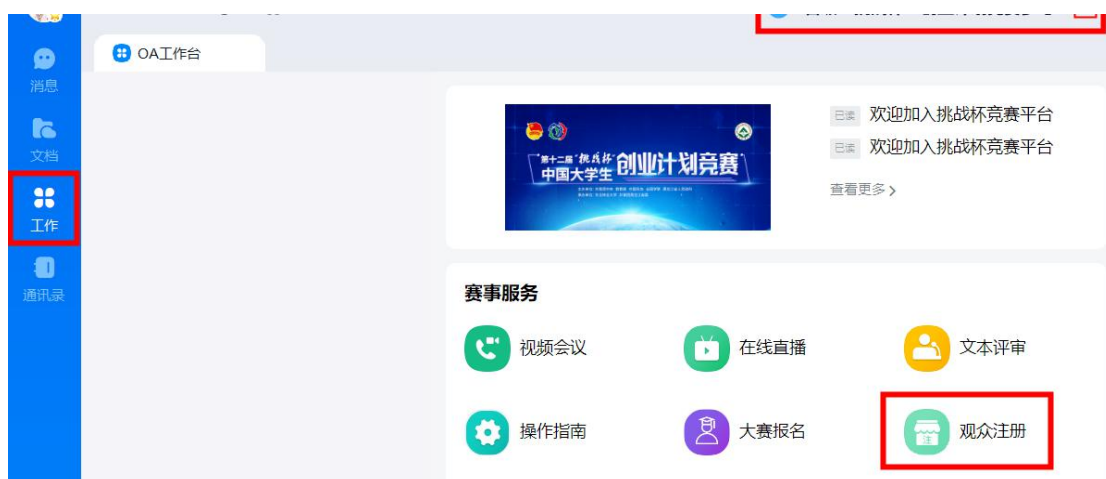 OA工作台
消息
文档
工作
通讯录
第十二届"挑战杯"
中国大学生创业计划竞赛
已读 欢迎加入挑战杯竞赛平台
已读 欢迎加入挑战杯竞赛平台
查看更多>
赛事服务
视频会议
在线直播
文本评审
操作指南
大赛报名
观众注册